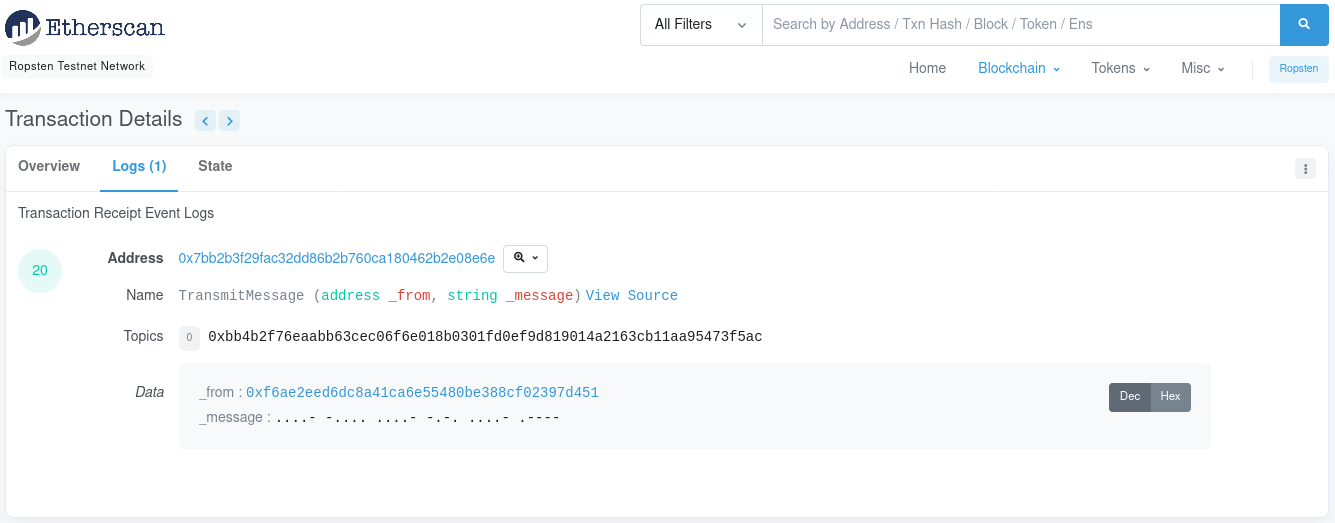 Etherscan
All Filters Search by Address / Txn Hash / Block / Token / Ens
Ropsten Testnet Network
Home Blockchain Tokens Misc Ropsten
Transaction Details
Overview Logs (1) State
Transaction Receipt Event Logs
20
Address 0x7bb2b3f29fac32dd86b2b760ca180462b2e08e6e
Name TransmitMessage (address _from, string _message) View Source
Topics 0 0xbb4b2f76eaabb63cec06f6e018b0301fd0ef9d819014a2163cb11aa95473f5ac
Data _from : 0xf6ae2eed6dc8a41ca6e55480be388cf02397d451 Dec Hex
_message : ....- -.... ....- -.-. ....- .----